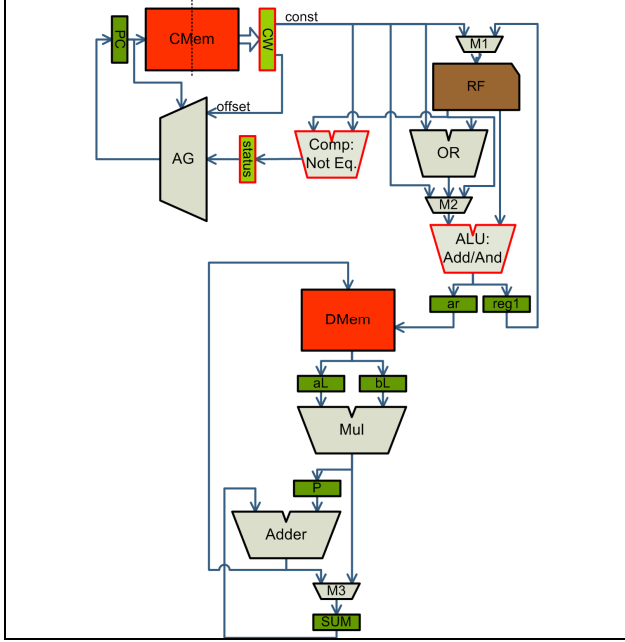 const
PC
CMem
CW
M1
RF
offset
AG
status
Comp:
Not Eq.
OR
M2
ALU:
Add/And
ar
reg1
DMem
aL
bL
Mul
P
Adder
M3
SUM